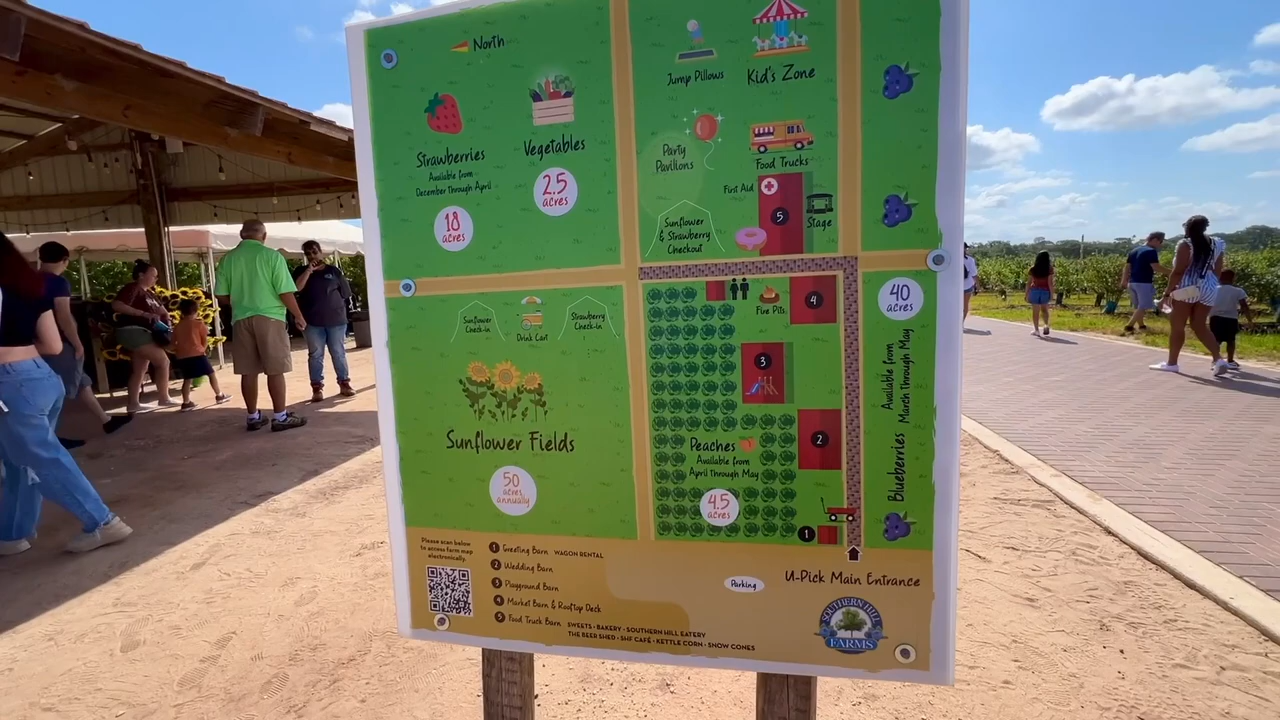 North
Strawberries
Available from
December through April
18
acres
Vegetables
2.5
acres
Jump Pillows
Kid's Zone
Party
Pavilions
Food Trucks
First Aid
5
Stage
Sunflower
& Strawberry
Checkout
Sunflower
Check-in
Drink Cart
Strawberry
Check-in
Sunflower Fields
50
acres
annually
Fire Pits
4
3
2
Peaches
Available from
April through May
4.5
acres
1
40
acres
Blueberries
Available from
March through May
Please scan below
to access farm map
electronically.
1 Greeting Barn WAGON RENTAL
2 Wedding Barn
3 Playground Barn
4 Market Barn & Rooftop Deck
5 Food Truck Barn SWEETS • BAKERY • SOUTHERN HILL EATERY
THE BEER SHED • SHF CAFÉ • KETTLE CORN • SNOW CONES
Parking
U-Pick Main Entrance
SOUTHERN HILL
FARMS